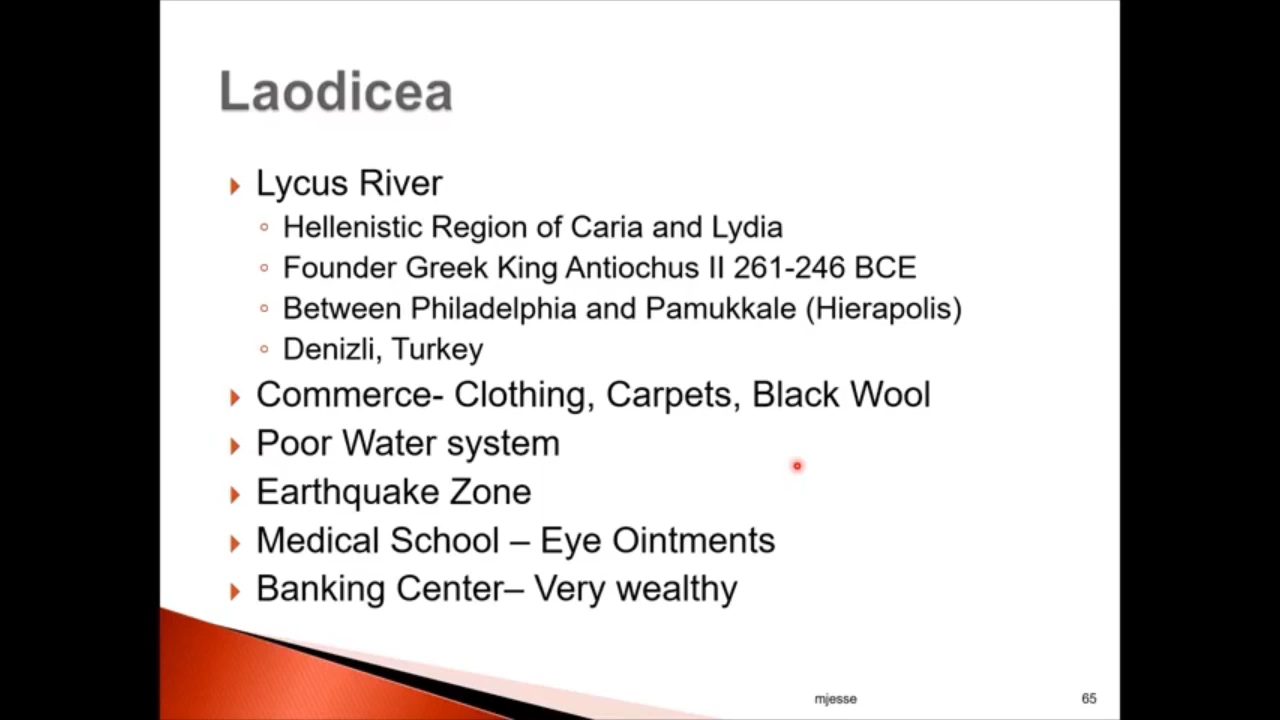 Laodicea
Lycus River
Hellenistic Region of Caria and Lydia
Founder Greek King Antiochus II 261-246 BCE
Between Philadelphia and Pamukkale (Hierapolis)
Denizli, Turkey
Commerce- Clothing, Carpets, Black Wool
Poor Water system
Earthquake Zone
Medical School – Eye Ointments
Banking Center– Very wealthy
mjesse 65